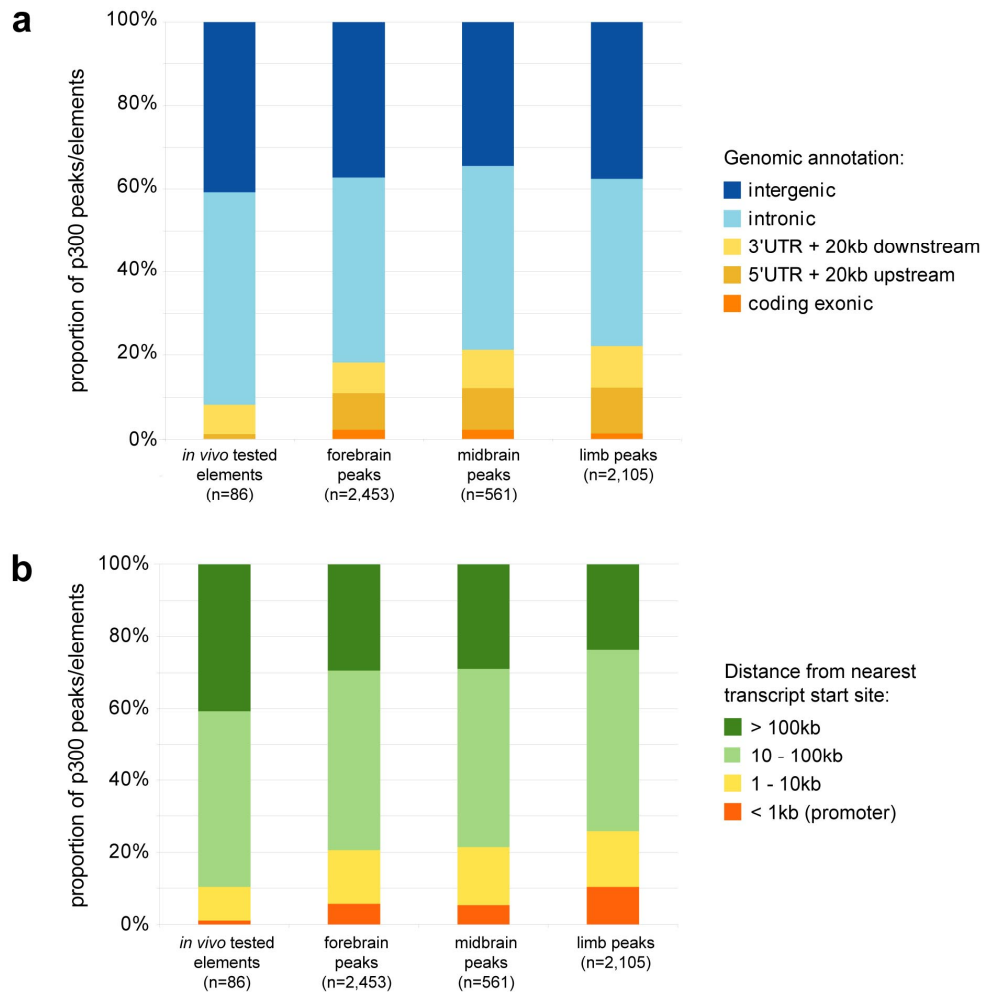 a
proportion of p300 peaks/elements
100%
80%
60%
40%
20%
0%
in vivo tested
elements
(n=86)
forebrain
peaks
(n=2,453)
midbrain
peaks
(n=561)
limb peaks
(n=2,105)
Genomic annotation:
intergenic
intronic
3'UTR + 20kb downstream
5'UTR + 20kb upstream
coding exonic
b
proportion of p300 peaks/elements
100%
80%
60%
40%
20%
0%
in vivo tested
elements
(n=86)
forebrain
peaks
(n=2,453)
midbrain
peaks
(n=561)
limb peaks
(n=2,105)
Distance from nearest
transcript start site:
> 100kb
10 - 100kb
1 - 10kb
< 1kb (promoter)